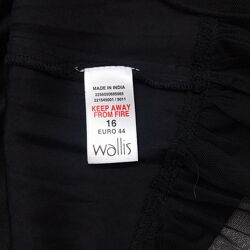 MADE IN INDIA
KEEP AWAY
FROM FIRE
16
EURO 44
wallis